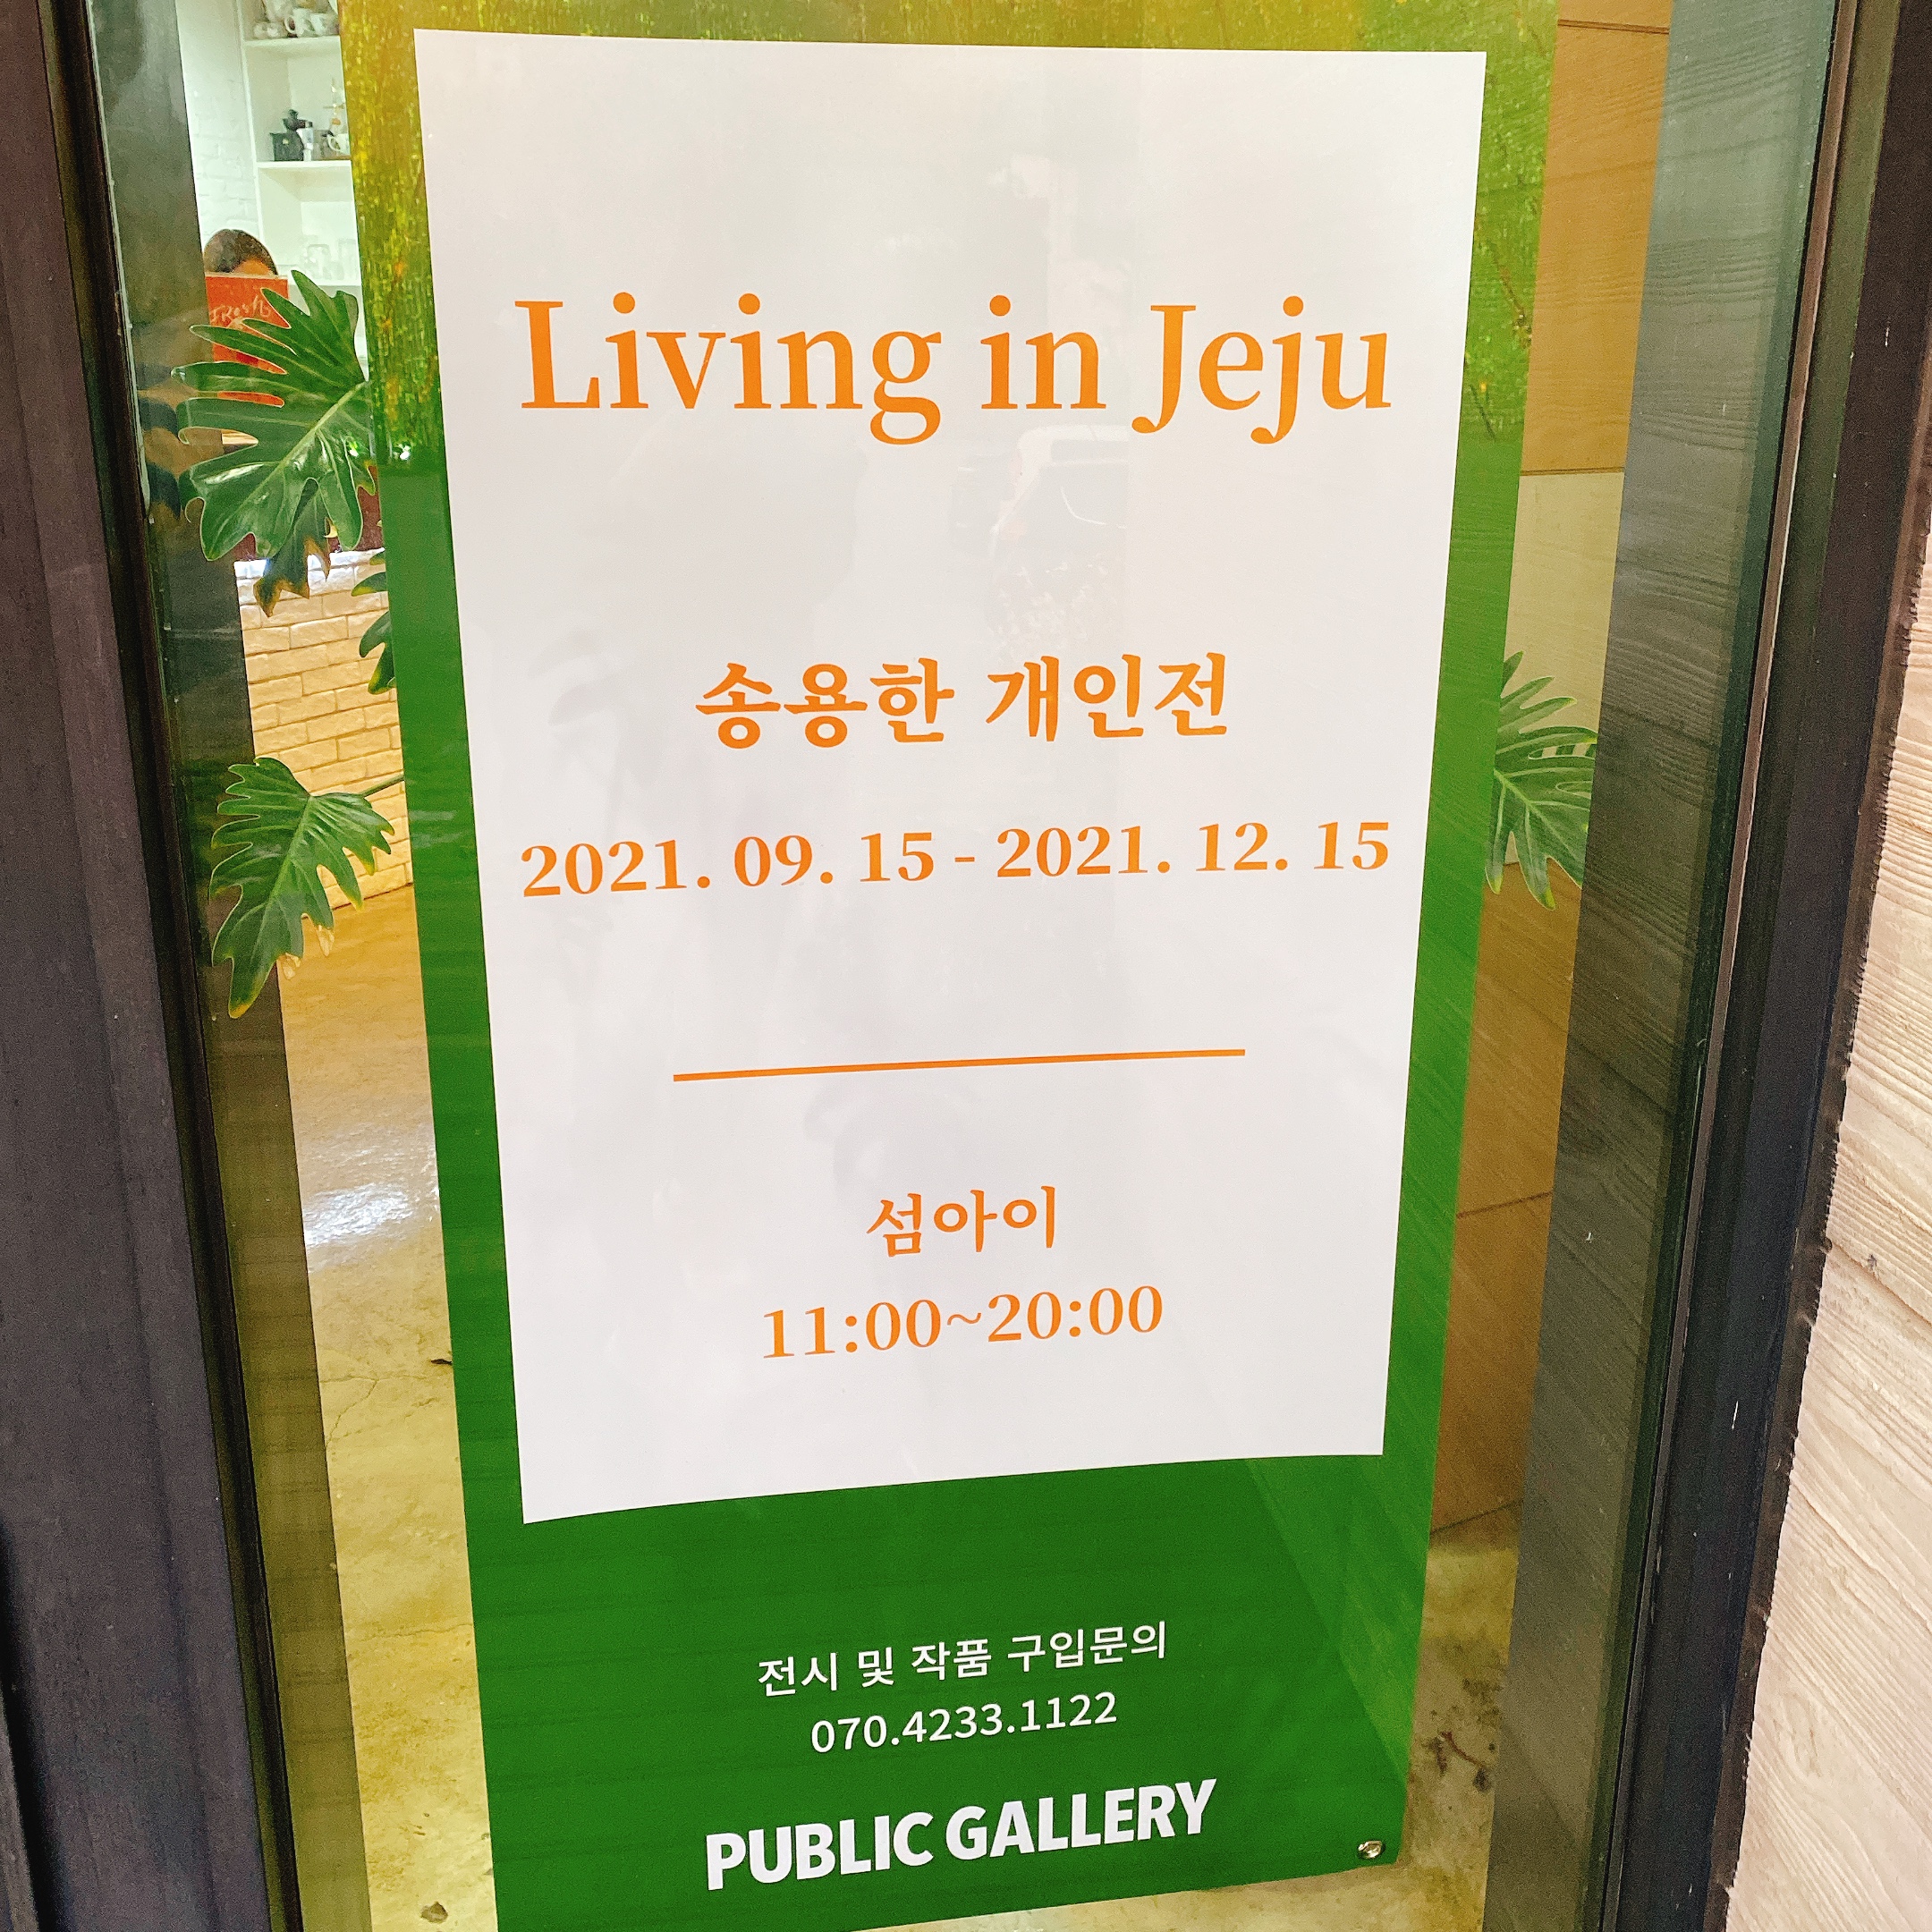 Fresh
Living in Jeju
송용한 개인전
2021. 09. 15 - 2021. 12. 15
섬아이
11:00~20:00
전시 및 작품 구입문의
070.4233.1122
PUBLIC GALLERY